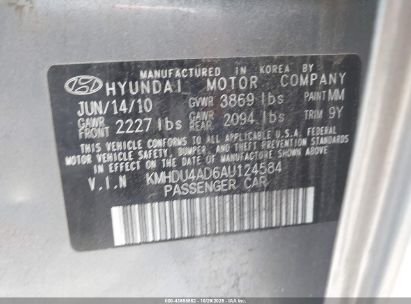 MANUFACTURED IN KOREA BY
HYUNDAI MOTOR COMPANY
JUN/14/10 GVWR 3869 lbs PAINT MM
GAWR FRONT 2227 lbs GAWR REAR 2094 lbs TRIM 9Y
THIS VEHICLE CONFORMS TO ALL APPLICABLE U.S.A. FEDERAL
MOTOR VEHICLE SAFETY, BUMPER, AND THEFT PREVENTION STANDARDS
IN EFFECT ON THE DATE OF MANUFACTURE SHOWN ABOVE.
V.I.N KMHDU4AD6AU124584
PASSENGER CAR